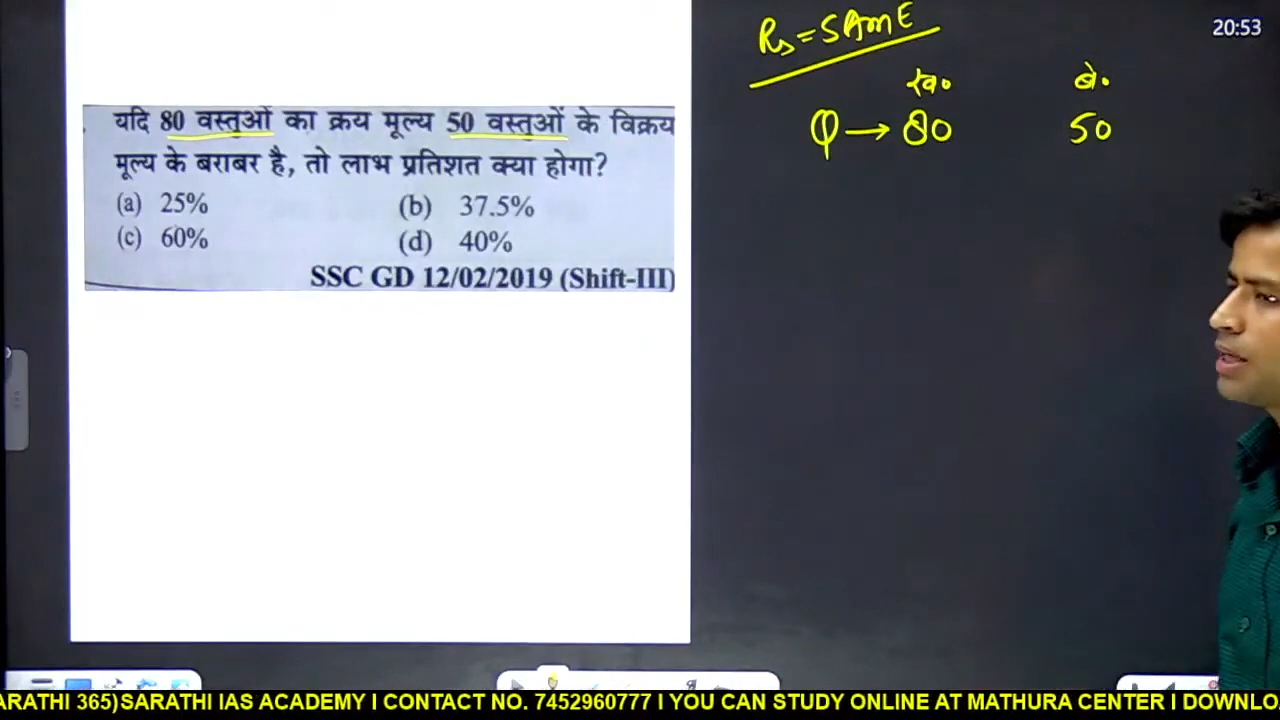 यदि 80 वस्तुओं का क्रय मूल्य 50 वस्तुओं के विक्रय
मूल्य के बराबर है, तो लाभ प्रतिशत क्या होगा?
(a) 25% (b) 37.5%
(c) 60% (d) 40%
SSC GD 12/02/2019 (Shift-III)
Rs = SAME
ख० बे०
Q → 80 50
20:53
ARATHI 365)SARATHI IAS ACADEMY I CONTACT NO. 7452960777 I YOU CAN STUDY ONLINE AT MATHURA CENTER I DOWNLO